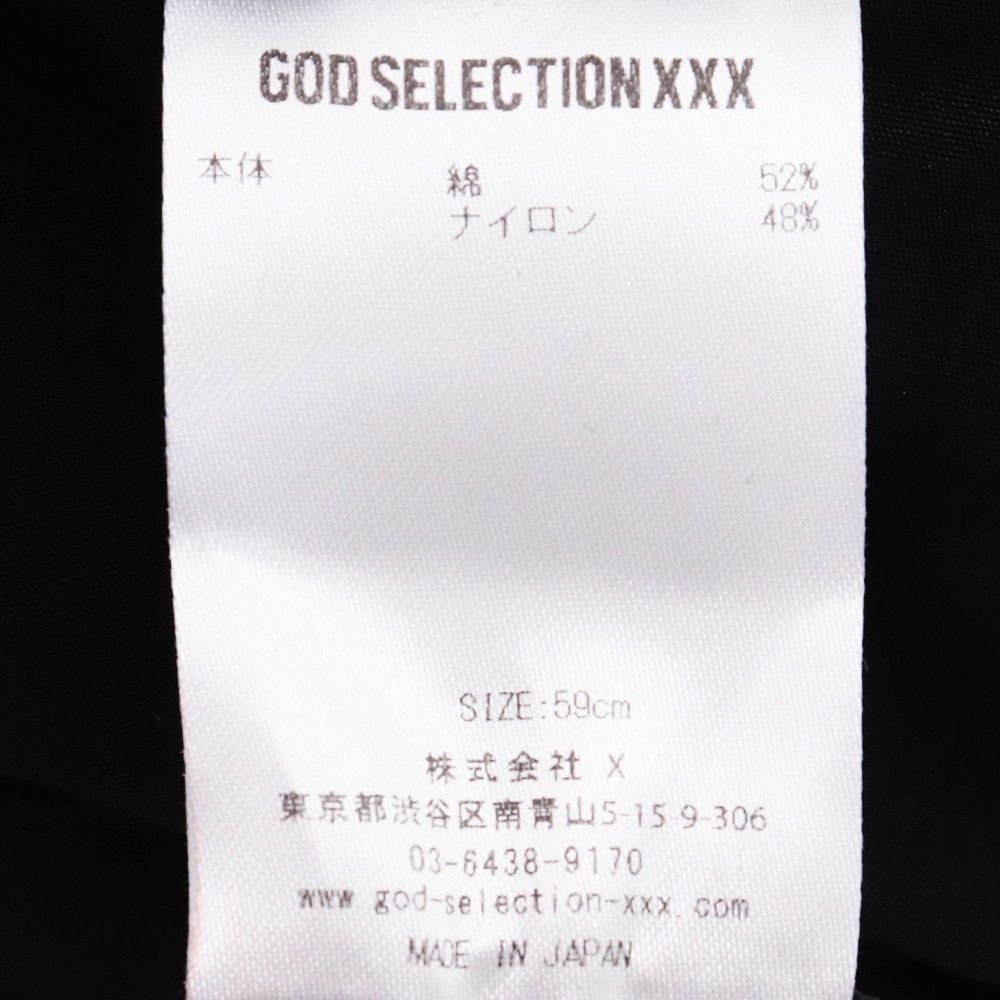 GOD SELECTION XXX
本体 綿 52%
ナイロン 48%
SIZE:59cm
株式会社 X
東京都渋谷区南青山5-15-9-306
03-6438-9170
www.god-selection-xxx.com
MADE IN JAPAN